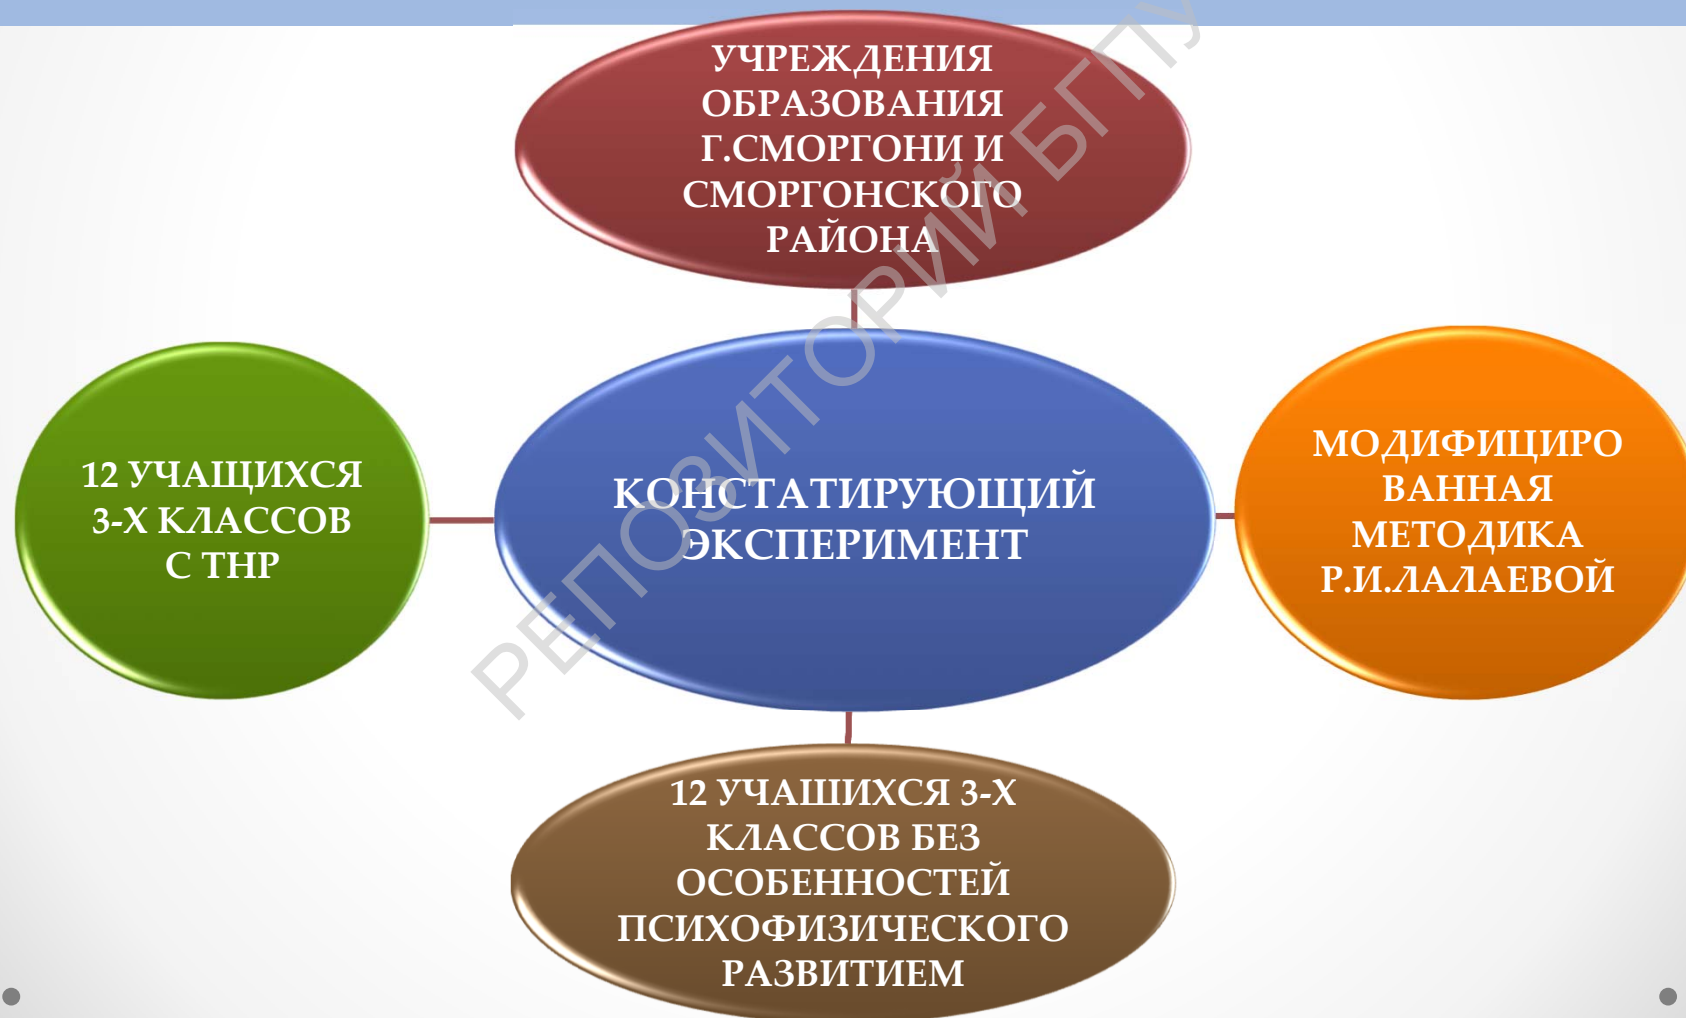 УЧРЕЖДЕНИЯ
ОБРАЗОВАНИЯ
Г.СМОРГОНИ И
СМОРГОНСКОГО
РАЙОНА
12 УЧАЩИХСЯ
3-Х КЛАССОВ
С ТНР
КОНСТАТИРУЮЩИЙ
ЭКСПЕРИМЕНТ
МОДИФИЦИРО
ВАННАЯ
МЕТОДИКА
Р.И.ЛАЛАЕВОЙ
12 УЧАШИХСЯ 3-Х
КЛАССОВ БЕЗ
ОСОБЕННОСТЕЙ
ПСИХОФИЗИЧЕСКОГО
РАЗВИТИЕМ
РЕПОЗИТОРИЙ БГПУ